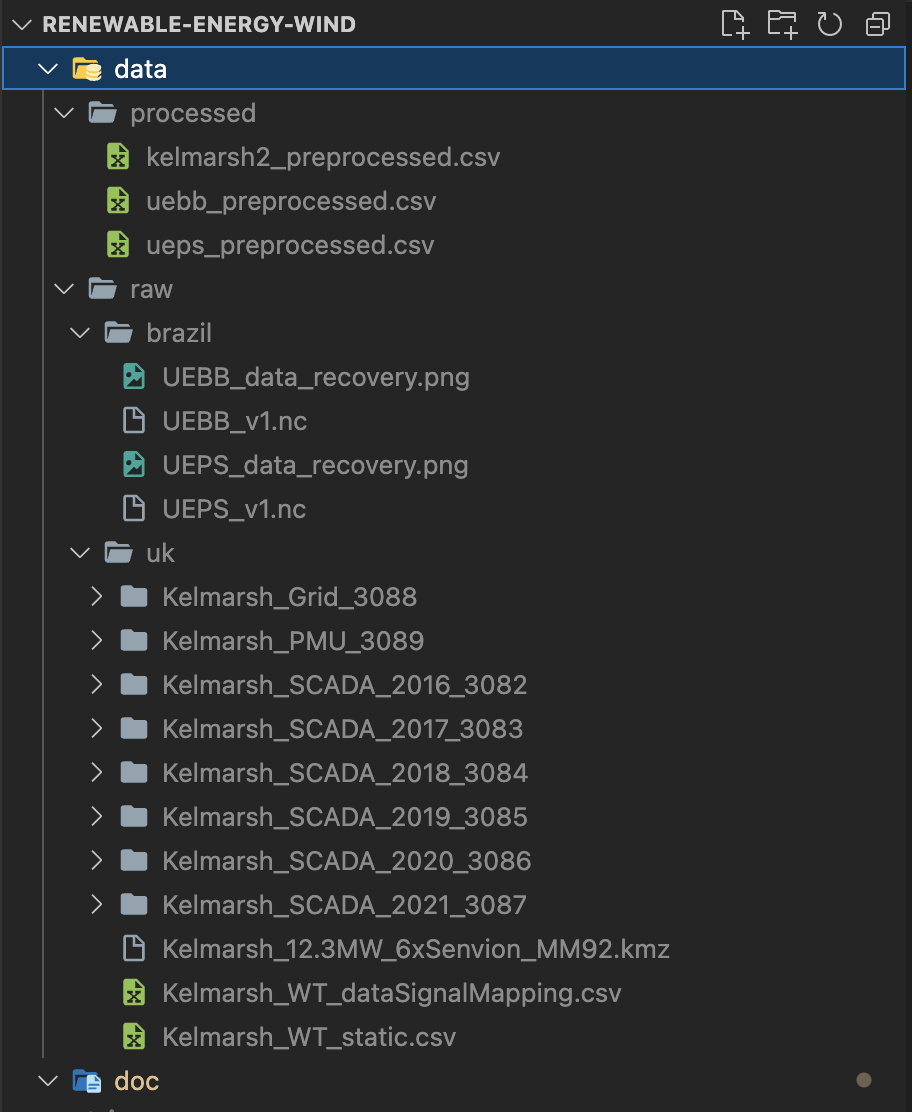 RENEWABLE-ENERGY-WIND
data
processed
kelmarsh2_preprocessed.csv
uebb_preprocessed.csv
ueps_preprocessed.csv
raw
brazil
UEBB_data_recovery.png
UEBB_v1.nc
UEPS_data_recovery.png
UEPS_v1.nc
uk
Kelmarsh_Grid_3088
Kelmarsh_PMU_3089
Kelmarsh_SCADA_2016_3082
Kelmarsh_SCADA_2017_3083
Kelmarsh_SCADA_2018_3084
Kelmarsh_SCADA_2019_3085
Kelmarsh_SCADA_2020_3086
Kelmarsh_SCADA_2021_3087
Kelmarsh_12.3MW_6xSenvion_MM92.kmz
Kelmarsh_WT_dataSignalMapping.csv
Kelmarsh_WT_static.csv
doc